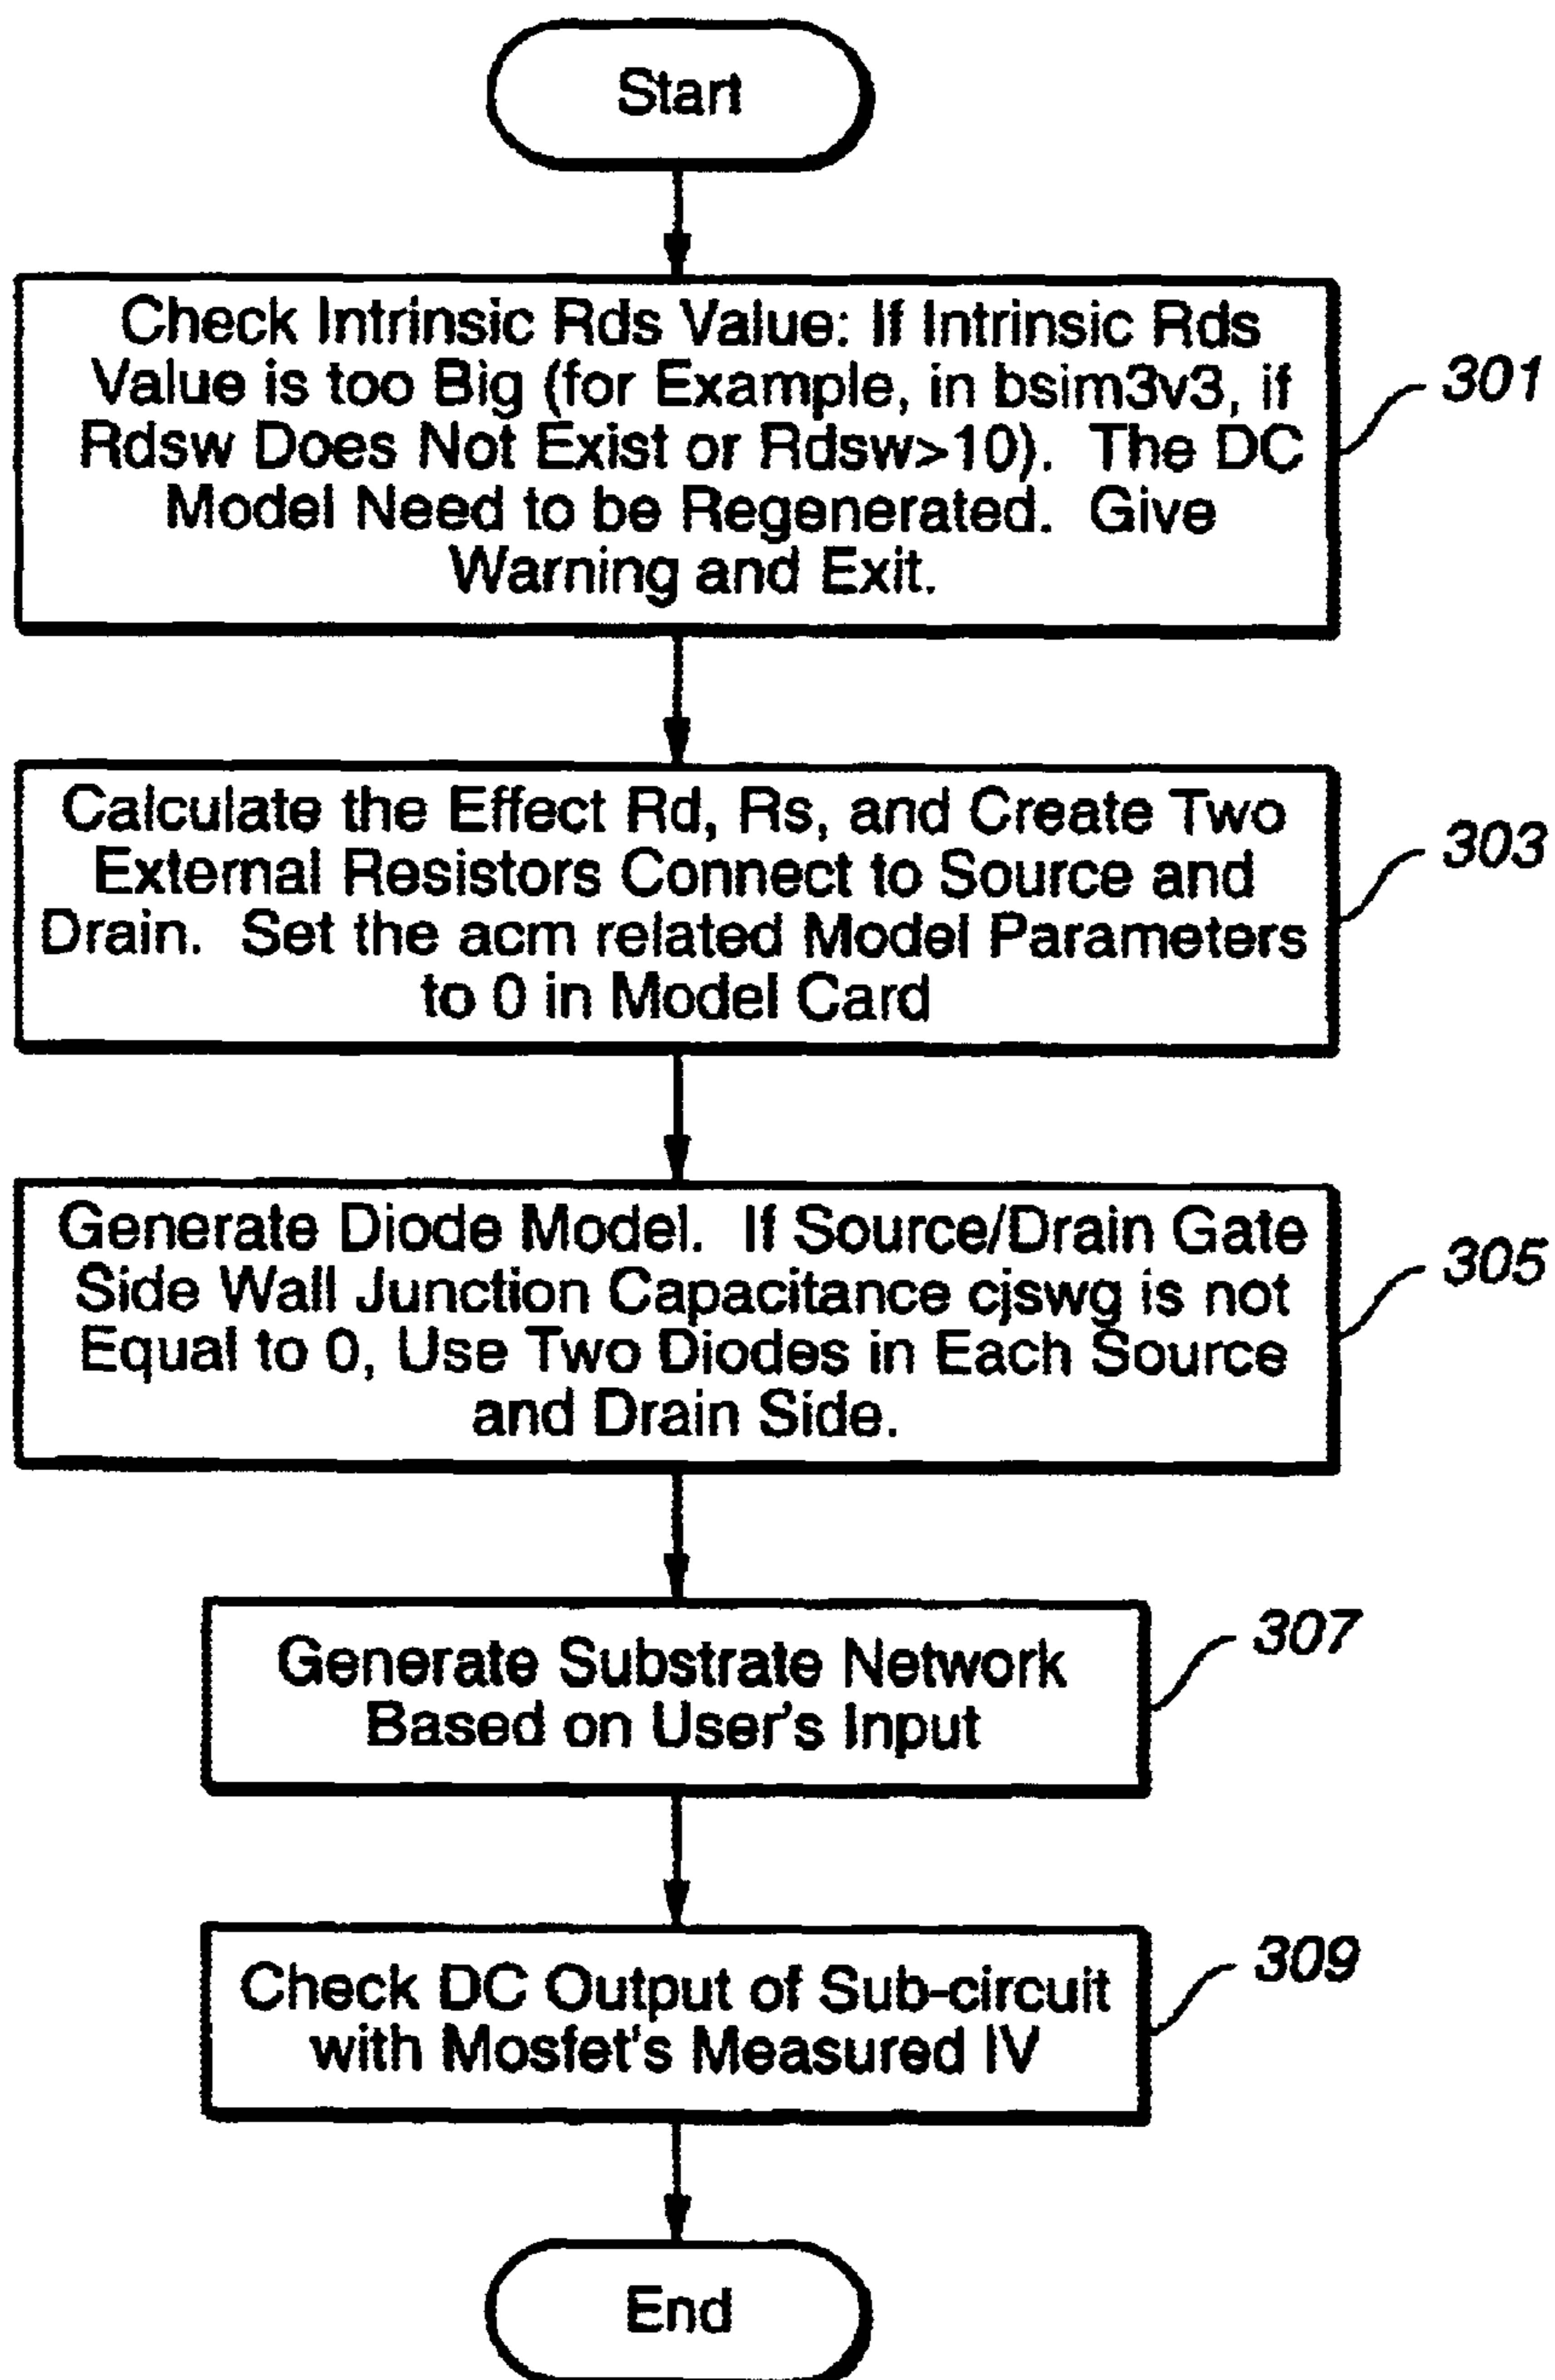 Start
Check Intrinsic Rds Value: If Intrinsic Rds
Value is too Big (for Example, in bsim3v3, if
Rdsw Does Not Exist or Rdsw>10). The DC
Model Need to be Regenerated. Give
Warning and Exit.
301
Calculate the Effect Rd, Rs, and Create Two
External Resistors Connect to Source and
Drain. Set the acm related Model Parameters
to 0 in Model Card
303
Generate Diode Model. If Source/Drain Gate
Side Wall Junction Capacitance cjswg is not
Equal to 0, Use Two Diodes in Each Source
and Drain Side.
305
Generate Substrate Network
Based on User's Input
307
Check DC Output of Sub-circuit
with Mosfet's Measured IV
309
End